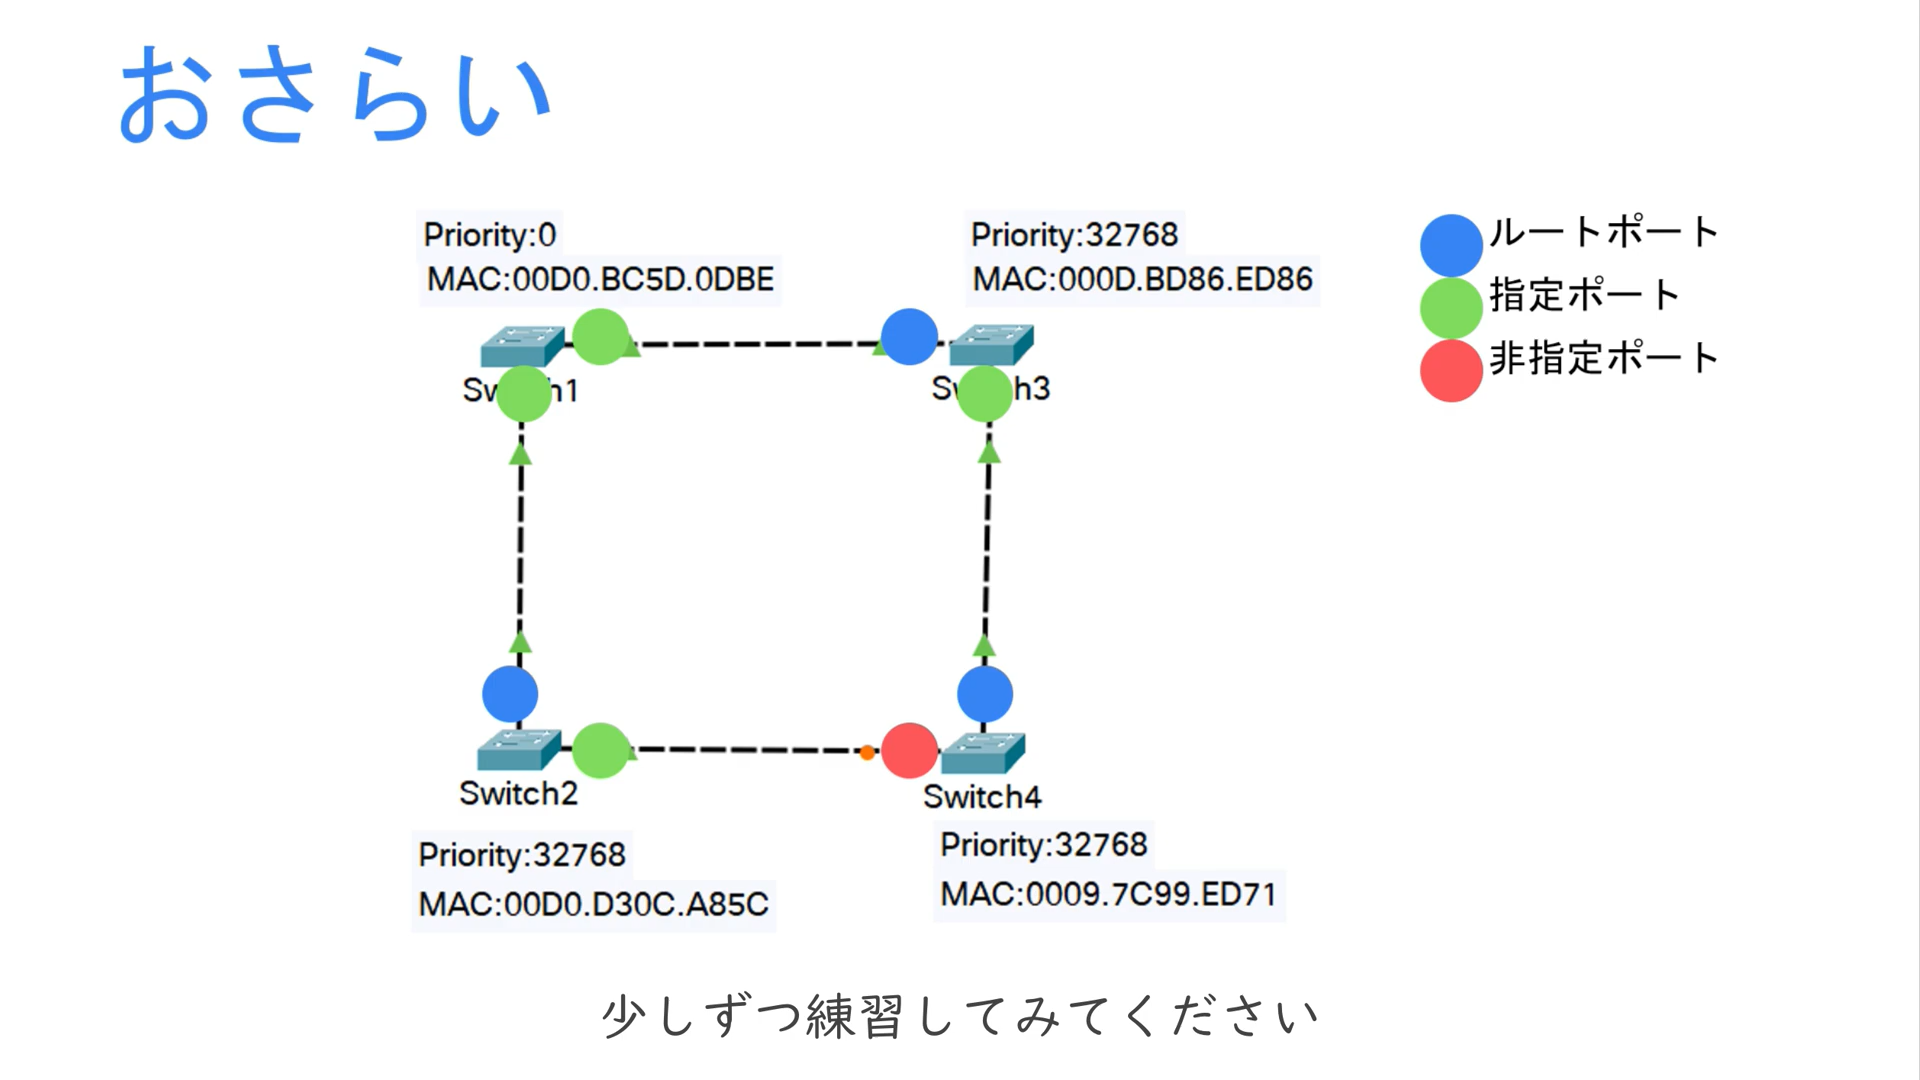 おさらい
Priority:0
MAC:00D0.BC5D.0DBE
Priority:32768
MAC:000D.BD86.ED86
ルートポート
指定ポート
非指定ポート
Switch2
Switch4
Priority:32768
MAC:00D0.D30C.A85C
Priority:32768
MAC:0009.7C99.ED71
少しずつ練習してみてください